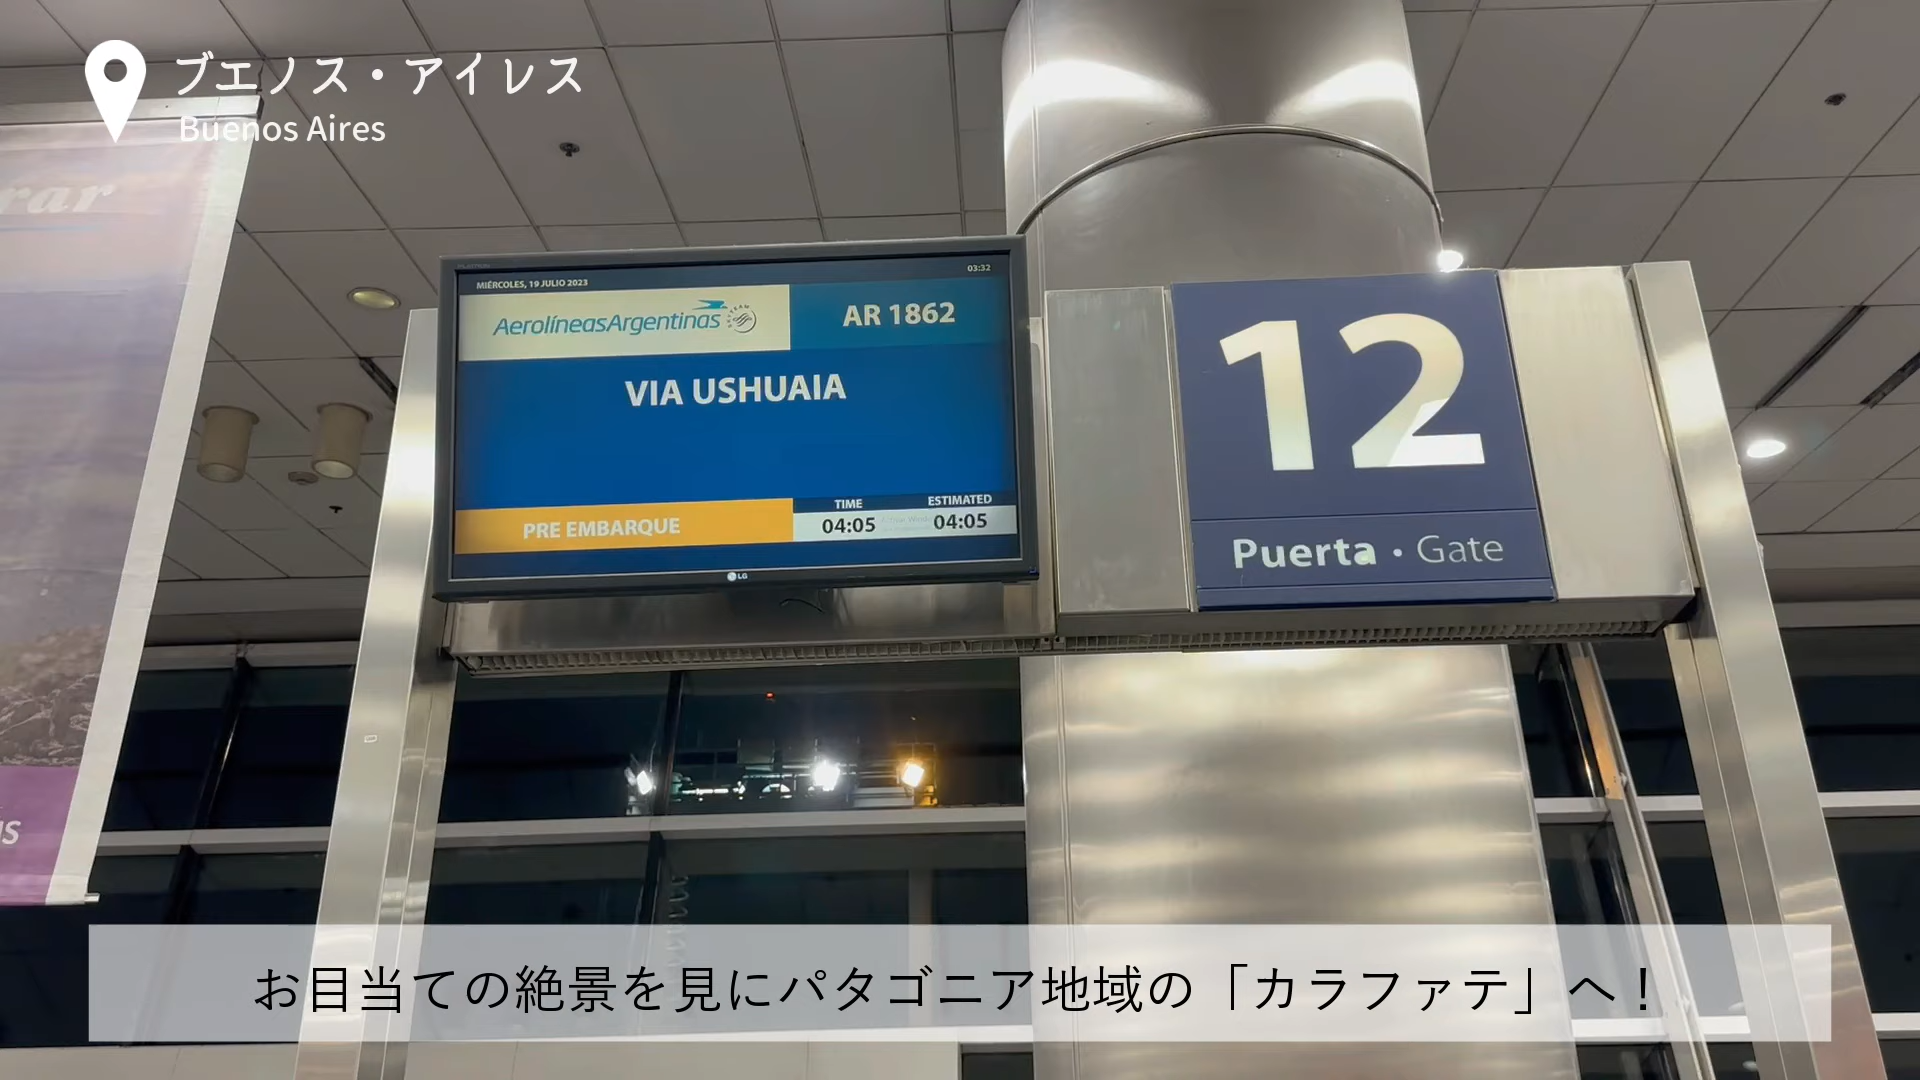 ブエノス・アイレス
Buenos Aires
rar
MIÉRCOLES, 19 JULIO 2023
03:32
AerolíneasArgentinas
SKYTEAM
AR 1862
VIA USHUAIA
PRE EMBARQUE
TIME
ESTIMATED
04:05
04:05
LG
12
Puerta • Gate
IS
お目当ての絶景を見にパタゴニア地域の「カラファテ」へ！